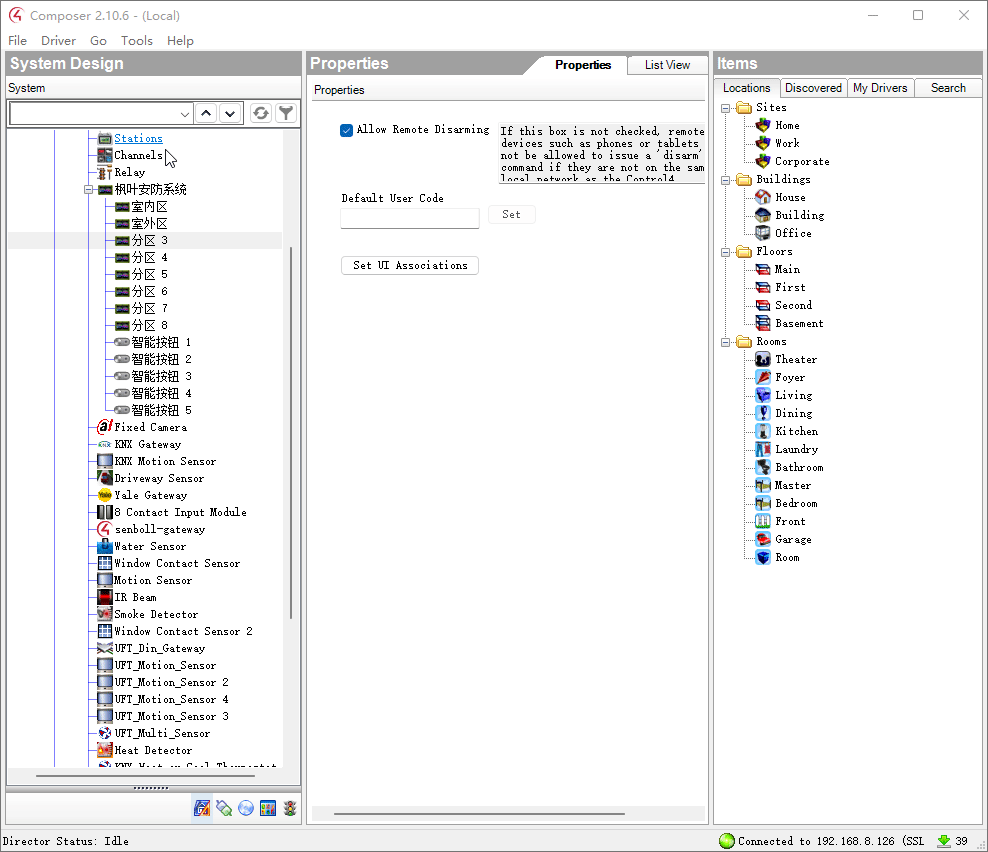 Composer 2.10.6 - (Local)
File Driver Go Tools Help
System Design
System
Stations
Channels
Relay
枫叶安防系统
室内区
室外区
分区 3
分区 4
分区 5
分区 6
分区 7
分区 8
智能按钮 1
智能按钮 2
智能按钮 3
智能按钮 4
智能按钮 5
Fixed Camera
KNX Gateway
KNX Motion Sensor
Driveway Sensor
Yale Gateway
8 Contact Input Module
senboll-gateway
Water Sensor
Window Contact Sensor
Motion Sensor
IR Beam
Smoke Detector
Window Contact Sensor 2
UFT_Din_Gateway
UFT_Motion_Sensor
UFT_Motion_Sensor 2
UFT_Motion_Sensor 4
UFT_Motion_Sensor 3
UFT_Multi_Sensor
Heat Detector
KNX Heat or Cool Thermostat
Properties
Properties List View
Properties
Allow Remote Disarming
If this box is not checked, remote
devices such as phones or tablets
not be allowed to issue a 'disarm
command if they are not on the sam
local network as the Control4
Default User Code
Set
Set UI Associations
Items
Locations Discovered My Drivers Search
Sites
Home
Work
Corporate
Buildings
House
Building
Office
Floors
Main
First
Second
Basement
Rooms
Theater
Foyer
Living
Dining
Kitchen
Laundry
Bathroom
Master
Bedroom
Front
Garage
Room
Director Status: Idle
Connected to 192.168.8.126 (SSL 39